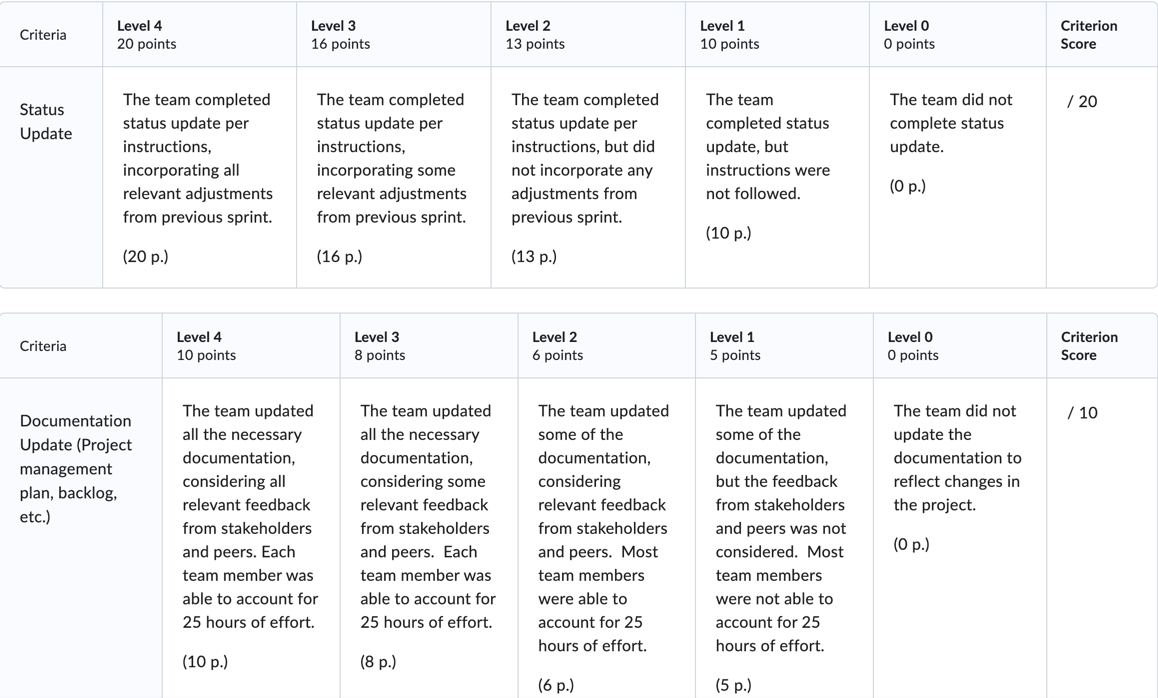 Criteria
Level 4
20 points
Level 3
16 points
Level 2
13 points
Level 1
10 points
Level 0
0 points
Criterion
Score
Status
Update
The team completed
status update per
instructions,
incorporating all
relevant adjustments
from previous sprint.
(20 p.)
The team completed
status update per
instructions,
incorporating some
relevant adjustments
from previous sprint.
(16 p.)
The team completed
status update per
instructions, but did
not incorporate any
adjustments from
previous sprint.
(13 p.)
The team
completed status
update, but
instructions were
not followed.
(10 p.)
The team did not
complete status
update.
(0 p.)
/ 20
Criteria
Level 4
10 points
Level 3
8 points
Level 2
6 points
Level 1
5 points
Level 0
0 points
Criterion
Score
Documentation
Update (Project
management
plan, backlog,
etc.)
The team updated
all the necessary
documentation,
considering all
relevant feedback
from stakeholders
and peers. Each
team member was
able to account for
25 hours of effort.
(10 p.)
The team updated
all the necessary
documentation,
considering some
relevant feedback
from stakeholders
and peers.  Each
team member was
able to account for
25 hours of effort.
(8 p.)
The team updated
some of the
documentation,
considering
relevant feedback
from stakeholders
and peers.  Most
team members
were able to
account for 25
hours of effort.
(6 p.)
The team updated
some of the
documentation,
but the feedback
from stakeholders
and peers was not
considered.  Most
team members
were not able to
account for 25
hours of effort.
(5 p.)
The team did not
update the
documentation to
reflect changes in
the project.
(0 p.)
/ 10